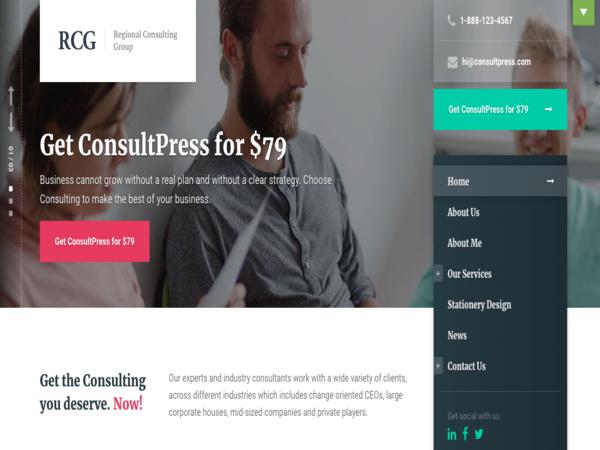 RCG
Regional Consulting
Group
01 / 03
Get ConsultPress for $79
Business cannot grow without a real plan and without a clear strategy. Choose
Consulting to make the best of your business.
Get ConsultPress for $79
1-888-123-4567
hi@consultpress.com
Get ConsultPress for $79
Home
About Us
About Me
+ Our Services
Stationery Design
News
+ Contact Us
Get social with us:
Get the Consulting
you deserve. Now!
Our experts and industry consultants work with a wide variety of clients,
across different industries which includes change oriented CEOs, large
corporate houses, mid-sized companies and private players.